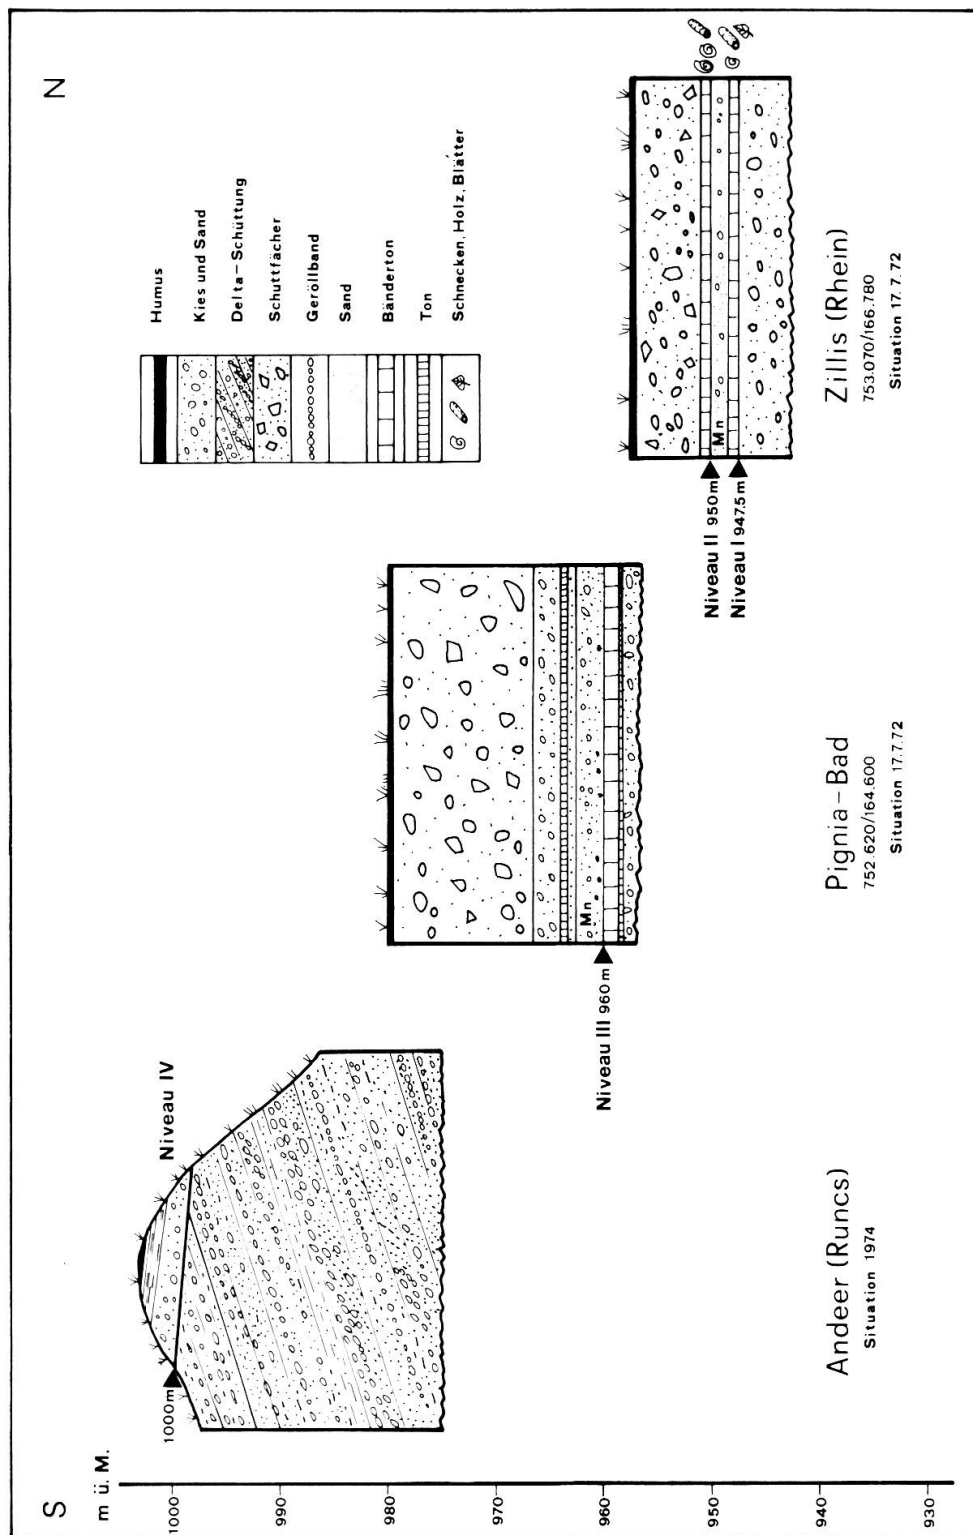 S
N
m ü. M.
1000
990
980
970
960
950
940
930
1000m
Niveau IV
Andeer (Runcs)
Situation 1974
Niveau III 960m
Mn
Pignia-Bad
752.620/164.600
Situation 17.7.72
Humus
Kies und Sand
Delta-Schüttung
Schuttfächer
Geröllband
Sand
Bänderton
Ton
Schnecken, Holz, Blätter
Niveau II 950m
Niveau I 947.5m
Mn
Zillis (Rhein)
753.070/166.780
Situation 17.7.72